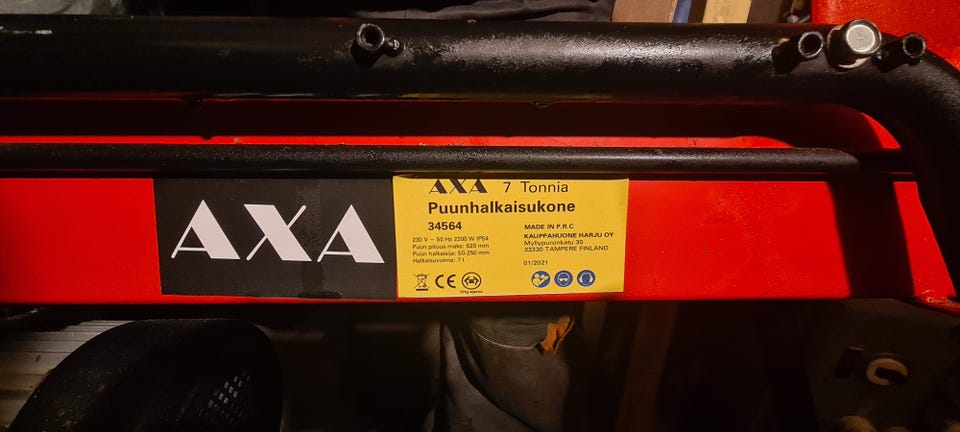 AXA
AXA 7 Tonnia
Puunhalkaisukone
34564
230 V ~ 50 Hz 2200 W IP54
Puun pituus maks: 520 mm
Puun halkaisija: 50-250 mm
Halkaisuvoima: 7 t
MADE IN P.R.C
KAUPPAHUONE HARJU OY
Myllypuronkatu 30
33330 TAMPERE FINLAND
01/2021
CE